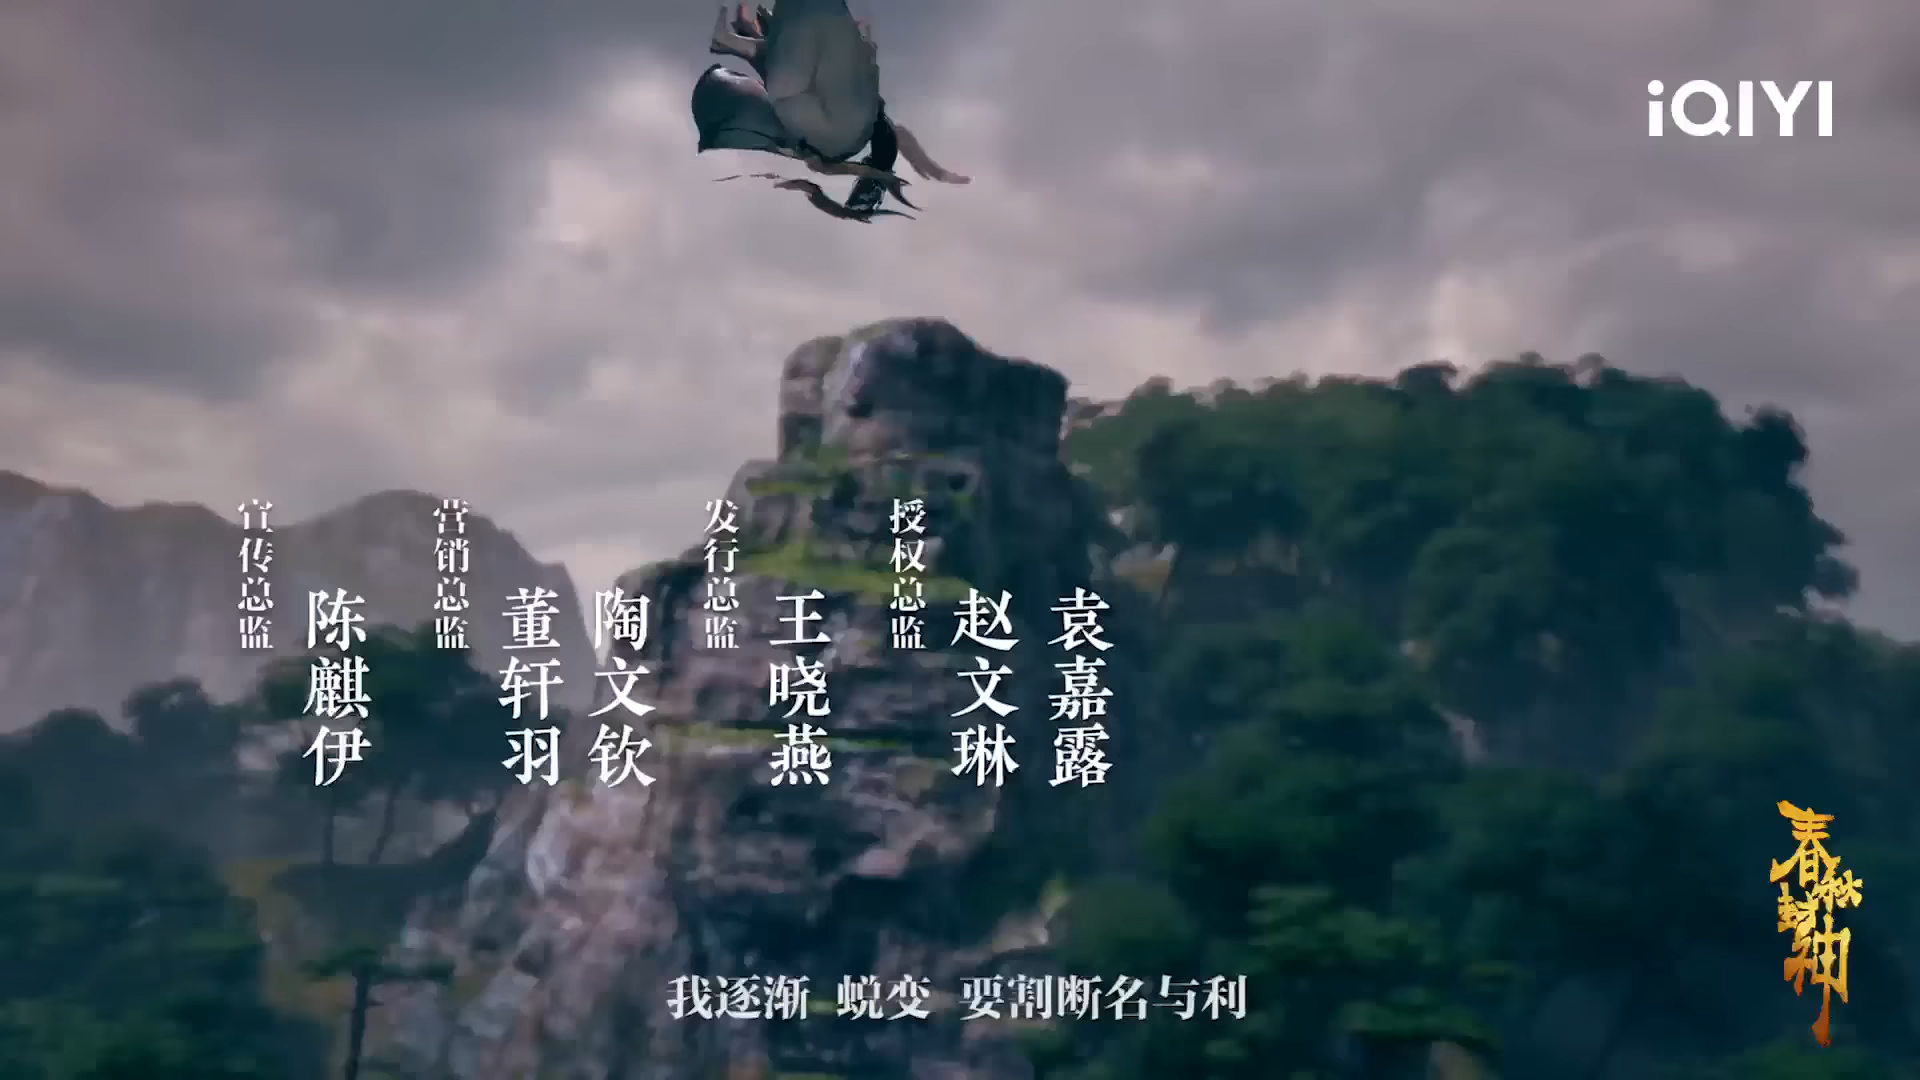 iQIYI
宣传总监
陈麒伊
营销总监
董轩羽
陶文钦
发行总监
王晓燕
授权总监
赵文琳
袁嘉露
春秋封神
我逐渐 蜕变 要割断名与利